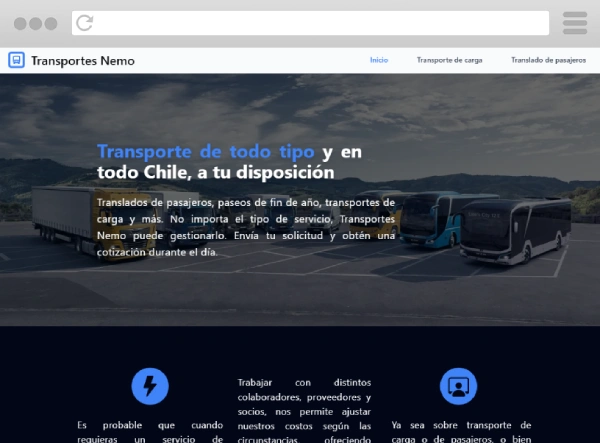 Transportes Nemo
Inicio
Transporte de carga
Translado de pasajeros
Transporte de todo tipo y en
todo Chile, a tu disposición
Translados de pasajeros, paseos de fin de año, transportes de
carga y más. No importa el tipo de servicio, Transportes
Nemo puede gestionarlo. Envía tu solicitud y obtén una
cotización durante el día.
Es probable que cuando
requieras un servicio de
Trabajar con distintos
colaboradores, proveedores y
socios, nos permite ajustar
nuestros costos según las
circunstancias, ofreciendo
Ya sea sobre transporte de
carga o de pasajeros, o bien